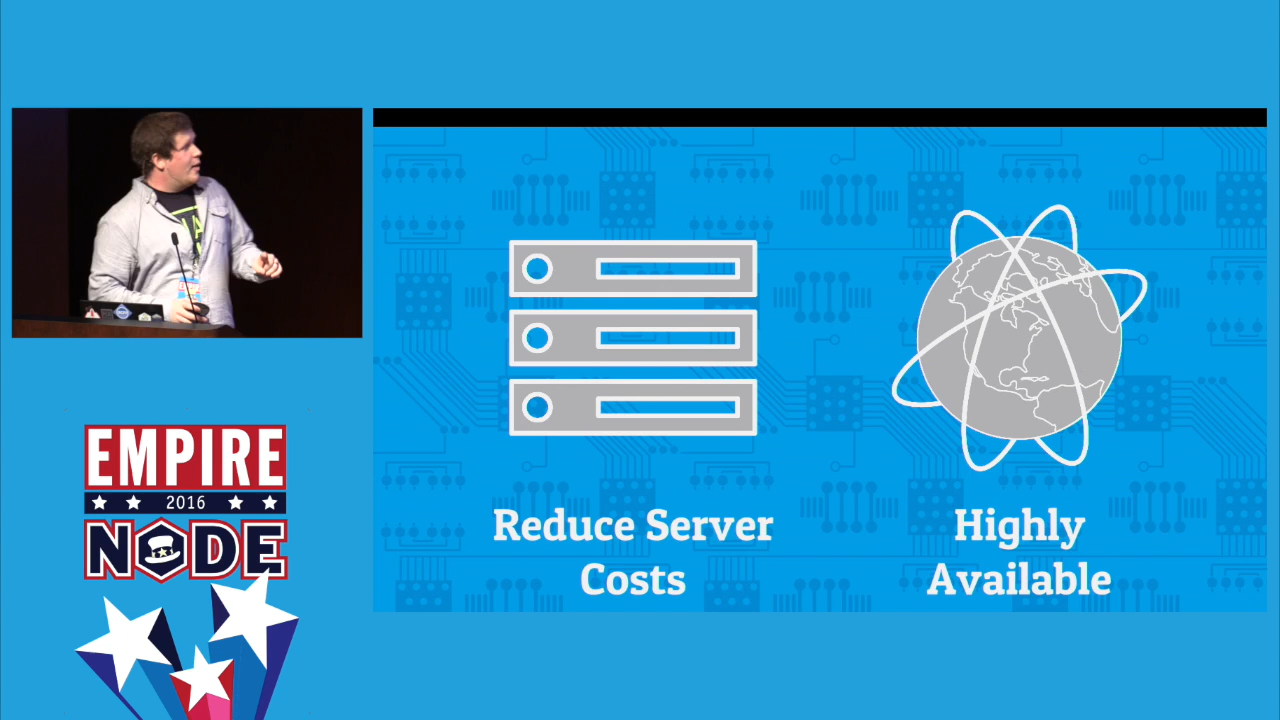 EMPIRE
2016
NODE
Reduce Server
Costs
Highly
Available